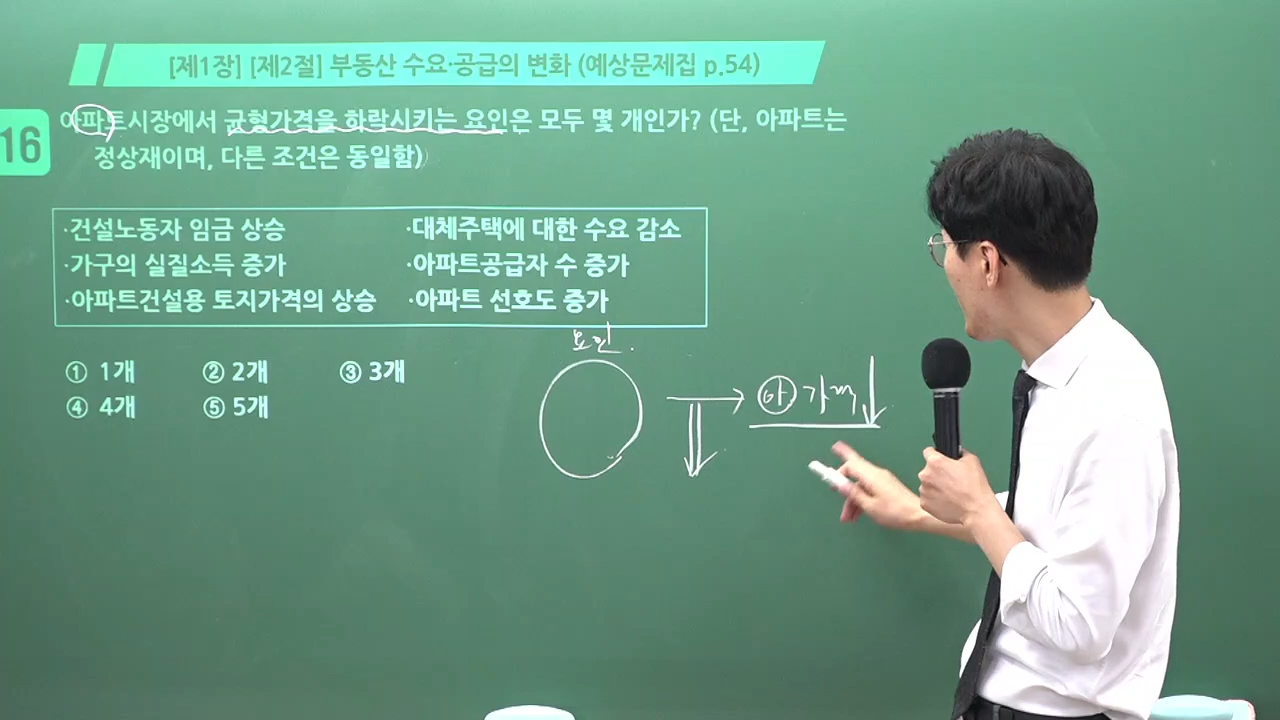 [제1장] [제2절] 부동산 수요·공급의 변화 (예상문제집 p.54)
16
아파트시장에서 균형가격을 하락시키는 요인은 모두 몇 개인가? (단, 아파트는
정상재이며, 다른 조건은 동일함)
·건설노동자 임금 상승 ·대체주택에 대한 수요 감소
·가구의 실질소득 증가 ·아파트공급자 수 증가
·아파트건설용 토지가격의 상승 ·아파트 선호도 증가
① 1개 ② 2개 ③ 3개
④ 4개 ⑤ 5개
요인.
아 가격